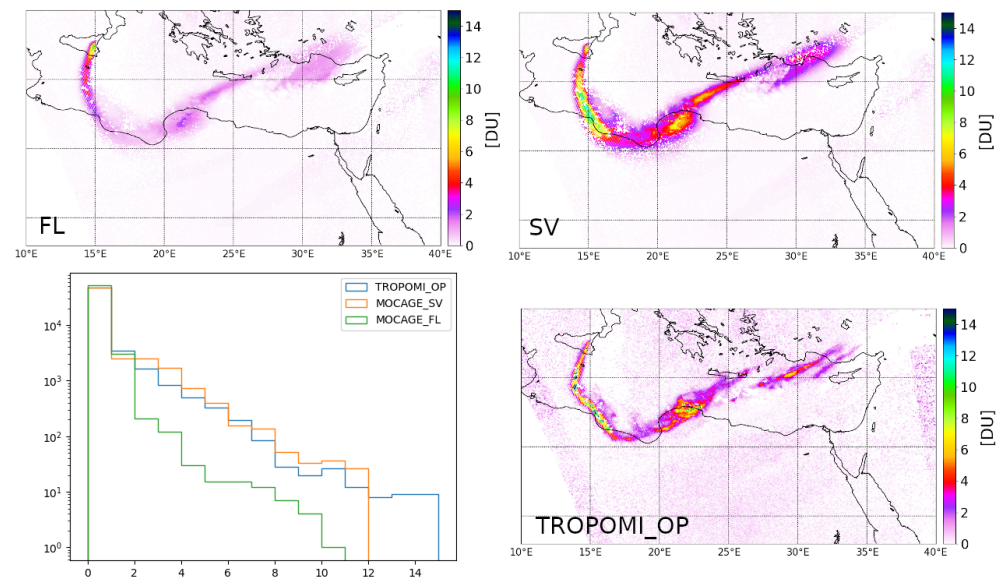 14
12
10
8
6
4
2
0
[DU]
FL
10°E
15°E
20°E
25°E
30°E
35°E
40°E
14
12
10
8
6
4
2
0
[DU]
SV
10°E
15°E
20°E
25°E
30°E
35°E
40°E
TROPOMI_OP
MOCAGE_SV
MOCAGE_FL
10⁴
10³
10²
10¹
10⁰
0
2
4
6
8
10
12
14
14
12
10
8
6
4
2
0
[DU]
TROPOMI_OP
10°E
15°E
20°E
25°E
30°E
35°E
40°E